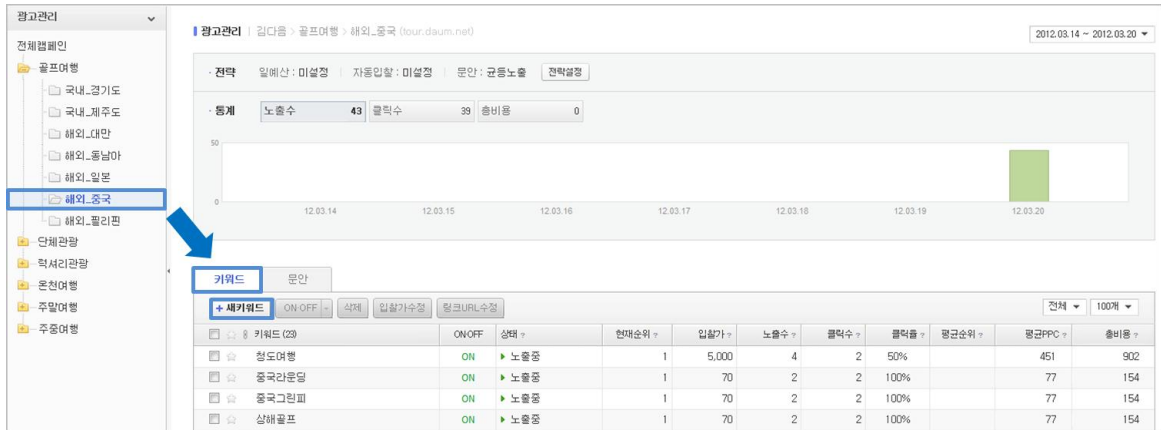 광고관리
전체캠페인
골프여행
국내_경기도
국내_제주도
해외_대만
해외_동남아
해외_일본
해외_중국
해외_필리핀
단체관광
럭셔리관광
온천여행
주말여행
주중여행
광고관리 | 김다음 > 골프여행 > 해외_중국 (tour.daum.net)
2012.03.14 ~ 2012.03.20
· 전략 일예산 : 미설정 | 자동입찰 : 미설정 | 문안 : 균등노출 전략설정
· 통계 노출수 43 클릭수 39 총비용 0
50
0
12.03.14 12.03.15 12.03.16 12.03.17 12.03.18 12.03.19 12.03.20
키워드 문안
+ 새키워드 ON·OFF 삭제 입찰가수정 링크URL수정 전체 100개
키워드 (23) ON·OFF 상태 ? 현재순위 ? 입찰가 ? 노출수 ? 클릭수 ? 클릭율 ? 평균순위 ? 평균PPC ? 총비용 ?
청도여행 ON 노출중 1 5,000 4 2 50% 451 902
중국라운딩 ON 노출중 1 70 2 2 100% 77 154
중국그린피 ON 노출중 1 70 2 2 100% 77 154
상해골프 ON 노출중 1 70 2 2 100% 77 154